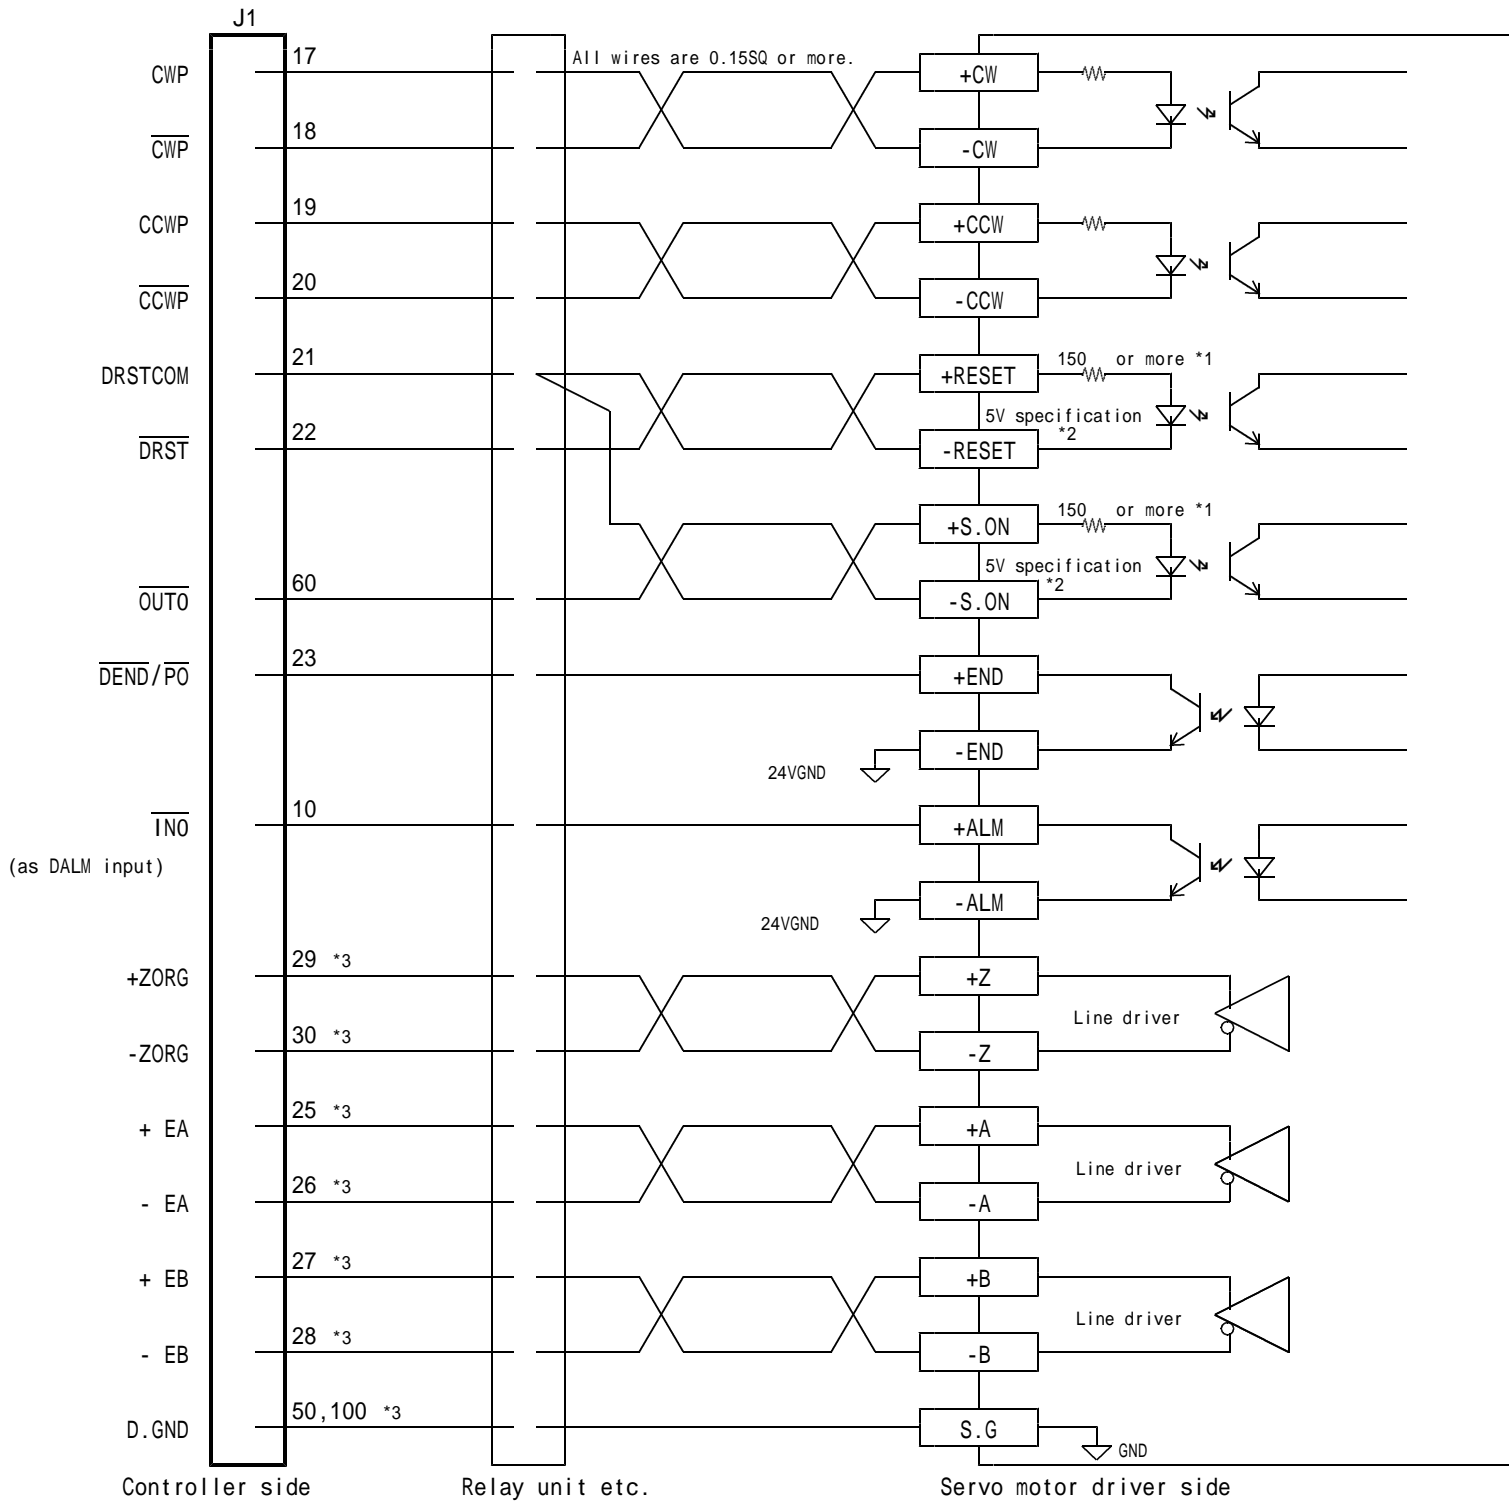 J1
CWP 17 All wires are 0.15SQ or more. +CW
CWP 18 -CW
CCWP 19 +CCW
CCWP 20 -CCW
DRSTCOM 21 +RESET 150 or more *1
5V specification
DRST 22 -RESET *2
+S.ON 150 or more *1
5V specification
OUT0 60 -S.ON *2
DEND/PO 23 +END
24VGND -END
IN0 10 +ALM
(as DALM input)
24VGND -ALM
+ZORG 29 *3 +Z
Line driver
-ZORG 30 *3 -Z
+ EA 25 *3 +A
Line driver
- EA 26 *3 -A
+ EB 27 *3 +B
Line driver
- EB 28 *3 -B
D.GND 50,100 *3 S.G GND
Controller side Relay unit etc. Servo motor driver side